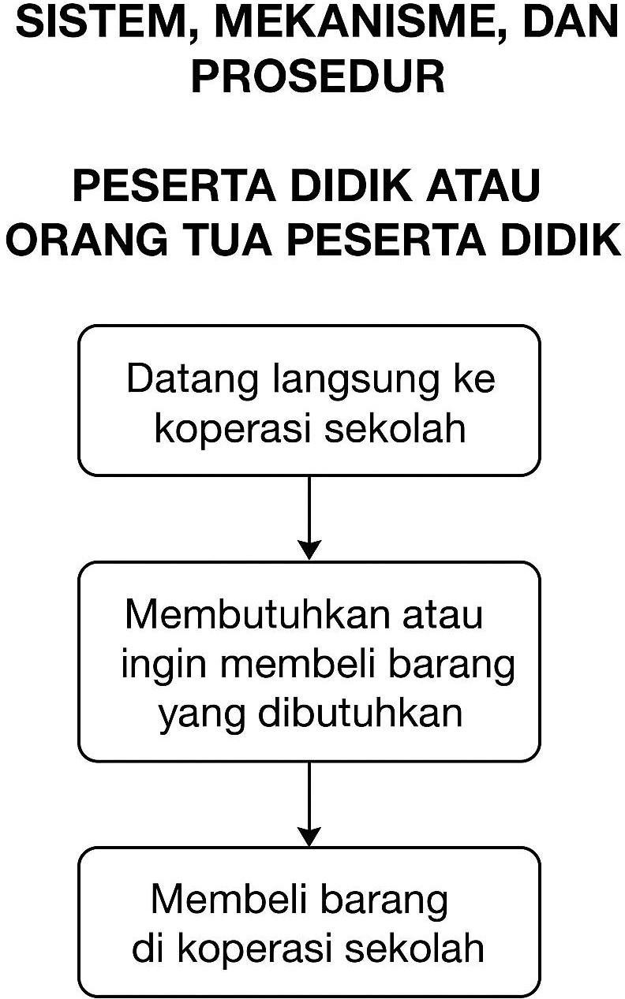 SISTEM, MEKANISME, DAN
PROSEDUR
PESERTA DIDIK ATAU
ORANG TUA PESERTA DIDIK
Datang langsung ke
koperasi sekolah
Membutuhkan atau
ingin membeli barang
yang dibutuhkan
Membeli barang
di koperasi sekolah